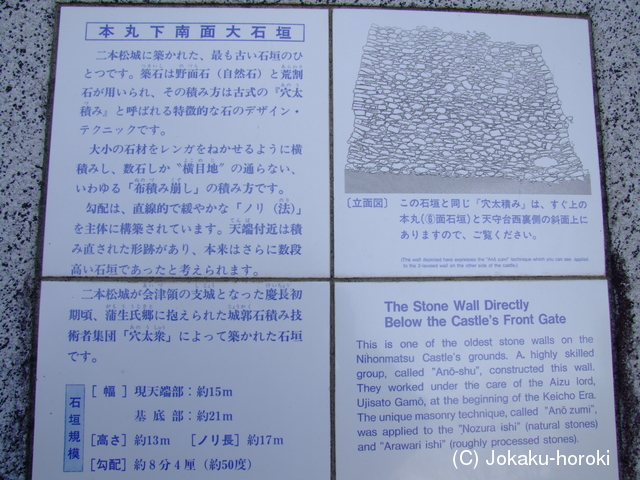 本丸下南面大石垣
二本松城に築かれた、最も古い石垣のひ
とつです。築石は野面石（自然石）と荒割
石が用いられ、その積み方は古式の『穴太
積み』と呼ばれる特徴的な石のデザイン・
テクニックです。
大小の石材をレンガをねかせるように横
積みし、数石しか〝横目地〟の通らない、
いわゆる「布積み崩し」の積み方です。
勾配は、直線的で緩やかな「ノリ（法）」
を主体に構築されています。天端付近は積
み直された形跡があり、本来はさらに数段
高い石垣であったと考えられます。
二本松城が会津領の支城となった慶長初
期頃、蒲生氏郷に抱えられた城郭石積み技
術者集団「穴太衆」によって築かれた石垣
です。
石垣規模
［幅］現天端部：約15m
基底部：約21m
［高さ］約13m ［ノリ長］約17m
［勾配］約８分４厘（約50度）
［立面図］この石垣と同じ『穴太積み』は、すぐ上の
本丸（⑥面石垣）と天守台西裏側の斜面上に
ありますので、ご覧ください。
The Stone Wall Directly
Below the Castle's Front Gate
This is one of the oldest stone walls on the
Nihonmatsu Castle's grounds. A. highly skilled
group, called "Anō-shu", constructed this wall.
They worked under the care of the Aizu lord,
Ujisato Gamō, at the beginning of the Keicho Era.
The unique masonry technique, called "Anō zumi",
was applied to the "Nozura ishi" (natural stones)
and "Arawari ishi" (roughly processed stones).
(C) Jokaku-horoki